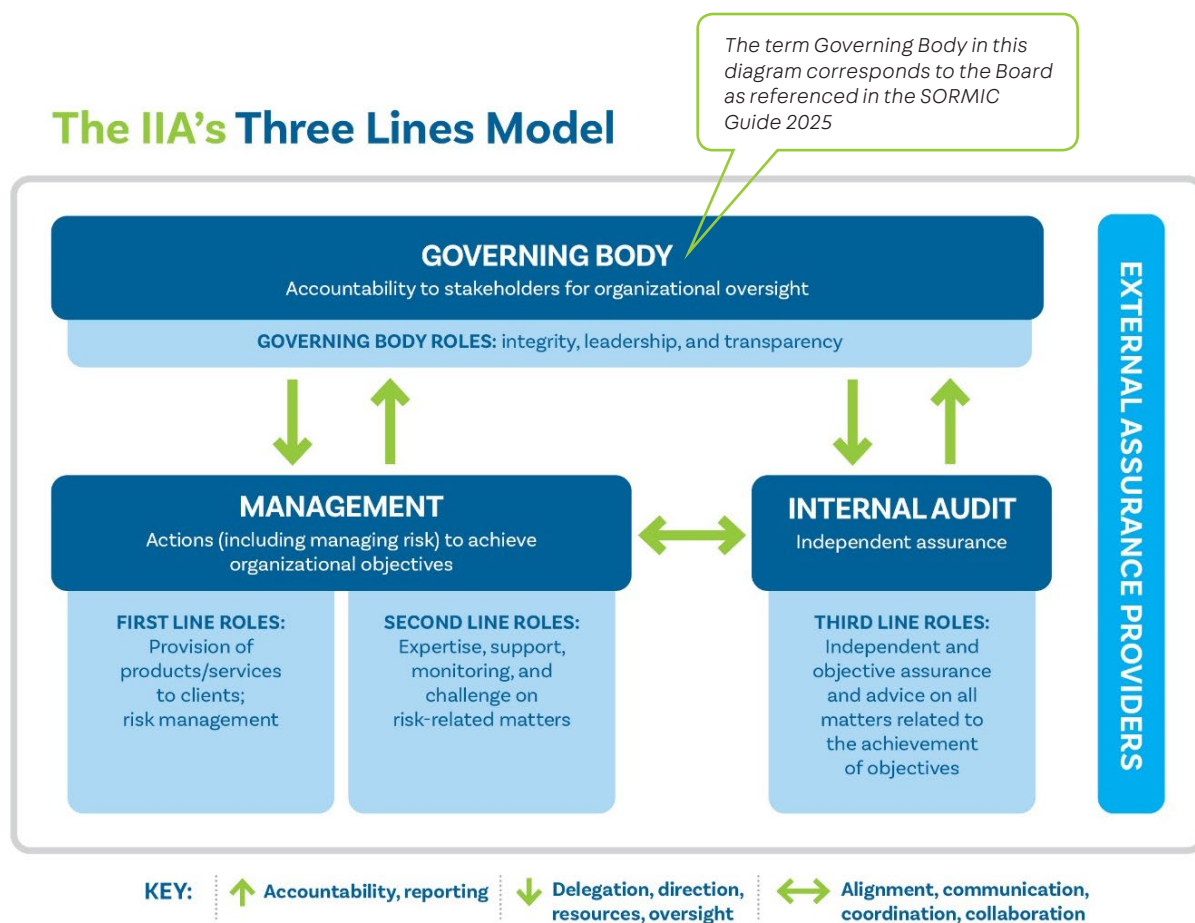 The term Governing Body in this
diagram corresponds to the Board
as referenced in the SORMIC
Guide 2025
The IIA's Three Lines Model
GOVERNING BODY
Accountability to stakeholders for organizational oversight
GOVERNING BODY ROLES: integrity, leadership, and transparency
MANAGEMENT
Actions (including managing risk) to achieve
organizational objectives
INTERNAL AUDIT
Independent assurance
FIRST LINE ROLES:
Provision of
products/services
to clients;
risk management
SECOND LINE ROLES:
Expertise, support,
monitoring, and
challenge on
risk-related matters
THIRD LINE ROLES:
Independent and
objective assurance
and advice on all
matters related to
the achievement
of objectives
EXTERNAL ASSURANCE PROVIDERS
KEY:
Accountability, reporting
Delegation, direction,
resources, oversight
Alignment, communication,
coordination, collaboration